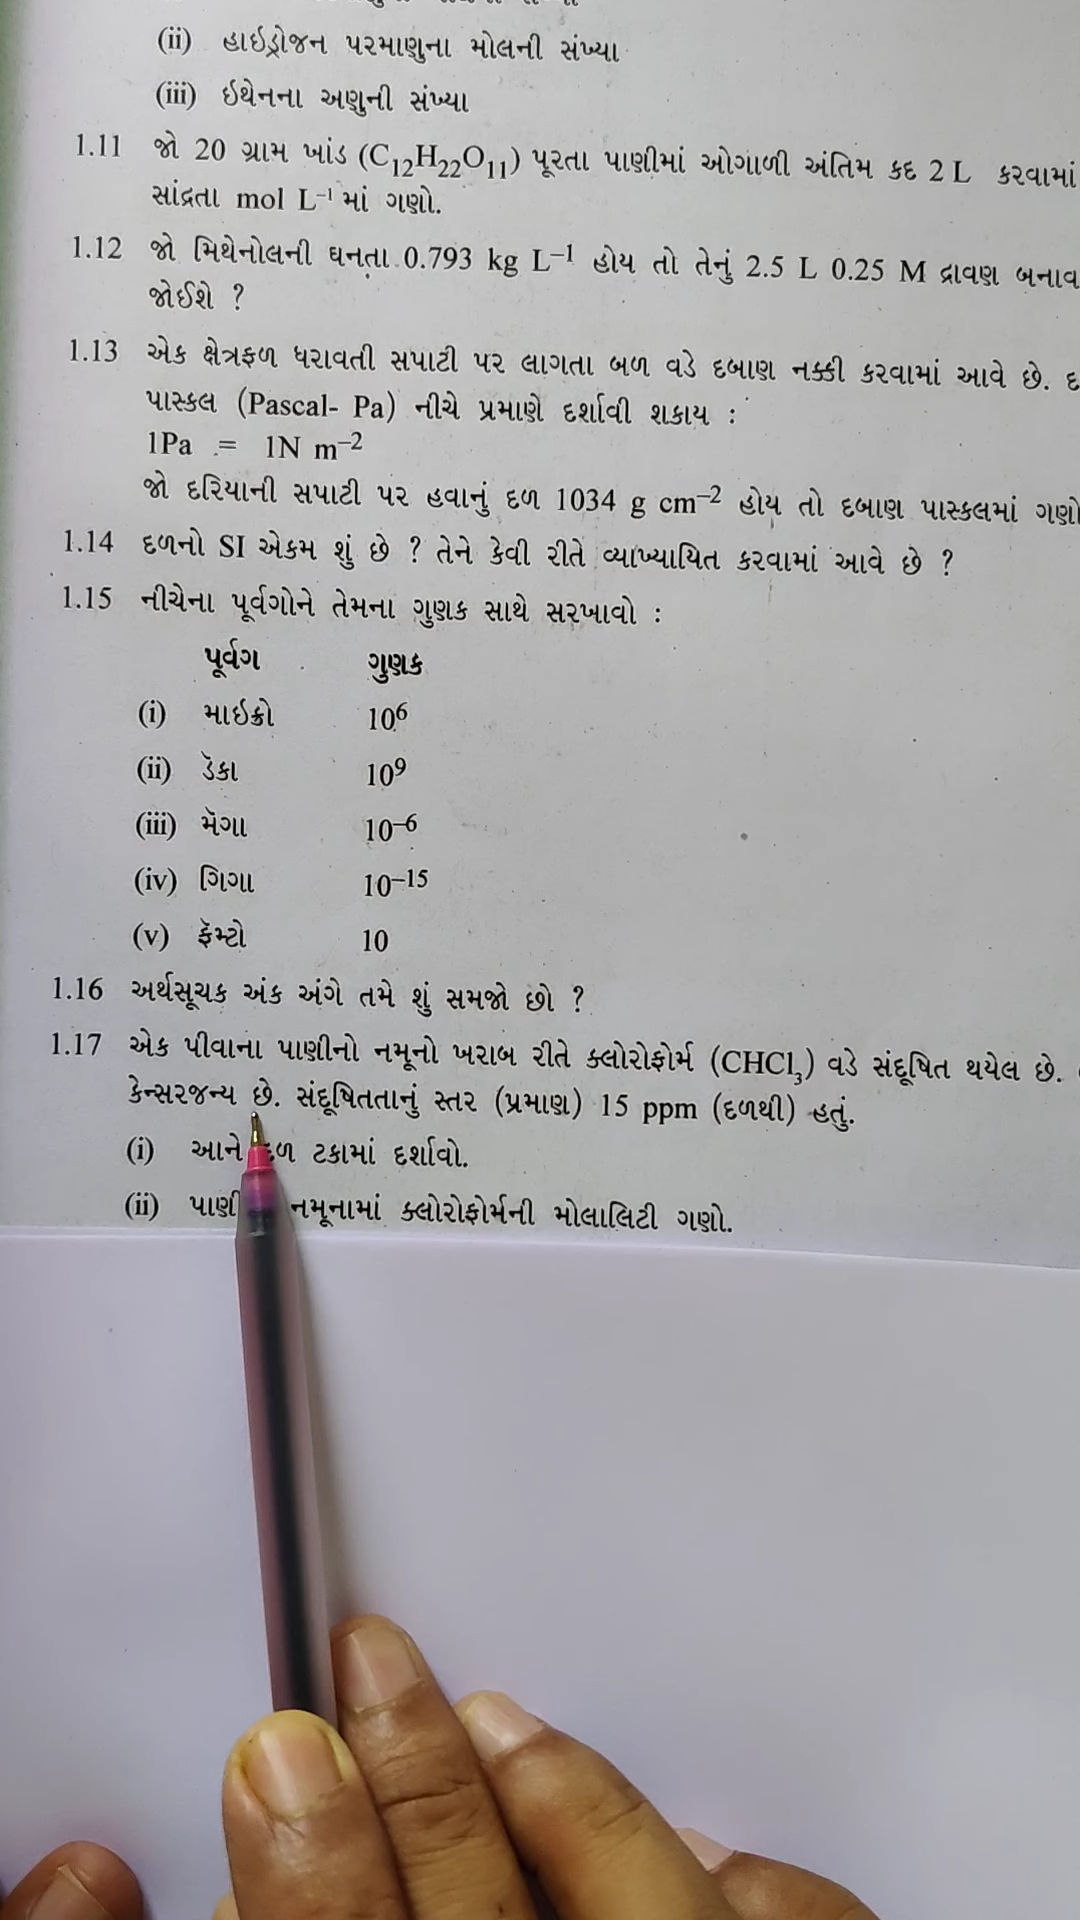 (ii) હાઇડ્રોજન પરમાણુના મોલની સંખ્યા
(iii) ઇથેનના અણુની સંખ્યા
1.11 જો 20 ગ્રામ ખાંડ (C₁₂H₂₂O₁₁) પૂરતા પાણીમાં ઓગાળી અંતિમ કદ 2 L કરવામાં
સાંદ્રતા mol L⁻¹ માં ગણો.
1.12 જો મિથેનોલની ઘનતા 0.793 kg L⁻¹ હોય તો તેનું 2.5 L 0.25 M દ્રાવણ બનાવ
જોઈશે ?
1.13 એક ક્ષેત્રફળ ધરાવતી સપાટી પર લાગતા બળ વડે દબાણ નક્કી કરવામાં આવે છે. દ
પાસ્કલ (Pascal- Pa) નીચે પ્રમાણે દર્શાવી શકાય :
1Pa = 1N m⁻²
જો દરિયાની સપાટી પર હવાનું દળ 1034 g cm⁻² હોય તો દબાણ પાસ્કલમાં ગણો
1.14 દળનો SI એકમ શું છે ? તેને કેવી રીતે વ્યાખ્યાયિત કરવામાં આવે છે ?
1.15 નીચેના પૂર્વગોને તેમના ગુણક સાથે સરખાવો :
પૂર્વગ ગુણક
(i) માઇક્રો 10⁶
(ii) ડૅકા 10⁹
(iii) મૅગા 10⁻⁶
(iv) ગિગા 10⁻¹⁵
(v) ફૅમ્ટો 10
1.16 અર્થસૂચક અંક અંગે તમે શું સમજો છો ?
1.17 એક પીવાના પાણીનો નમૂનો ખરાબ રીતે ક્લોરોફોર્મ (CHCl₃) વડે સંદૂષિત થયેલ છે.
કેન્સરજન્ય છે. સંદૂષિતતાનું સ્તર (પ્રમાણ) 15 ppm (દળથી) હતું.
(i) આને દળ ટકામાં દર્શાવો.
(ii) પાણી નમૂનામાં ક્લોરોફોર્મની મોલાલિટી ગણો.